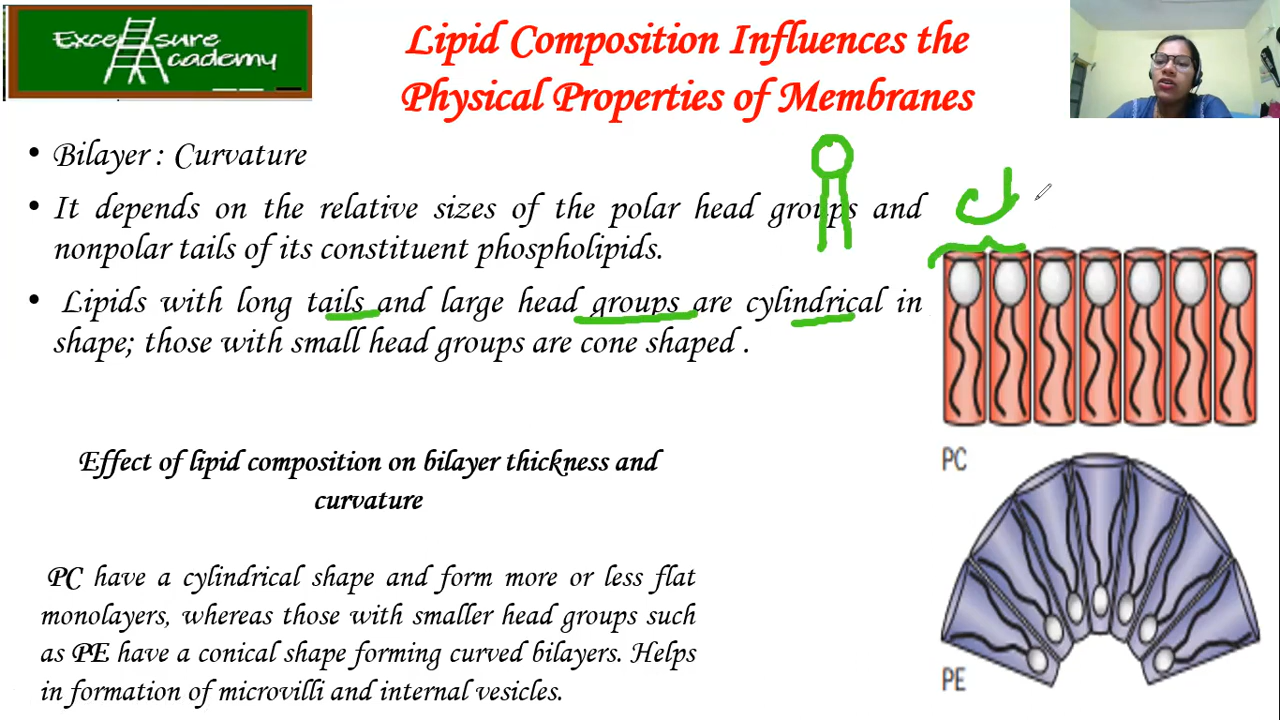 Exce sure
cademy
Lipid Composition Influences the
Physical Properties of Membranes
• Bilayer : Curvature
• It depends on the relative sizes of the polar head groups and
nonpolar tails of its constituent phospholipids.
• Lipids with long tails and large head groups are cylindrical in
shape; those with small head groups are cone shaped .
PC
Effect of lipid composition on bilayer thickness and
curvature
PC have a cylindrical shape and form more or less flat
monolayers, whereas those with smaller head groups such
as PE have a conical shape forming curved bilayers. Helps
in formation of microvilli and internal vesicles.
PE